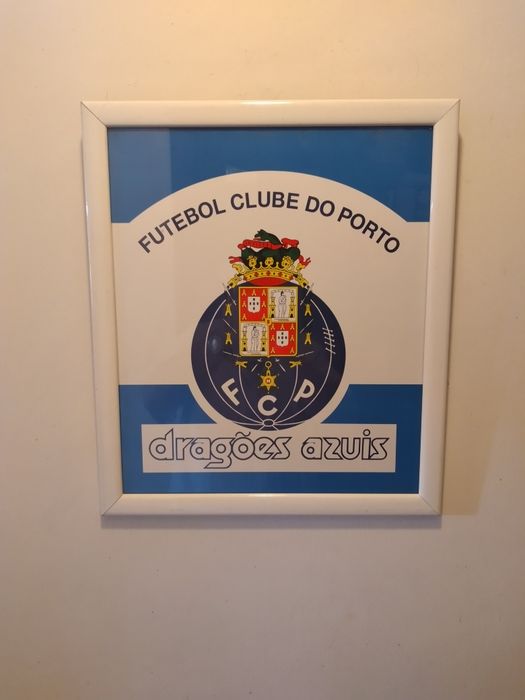 FUTEBOL CLUBE DO PORTO
FCP
dragões azuis